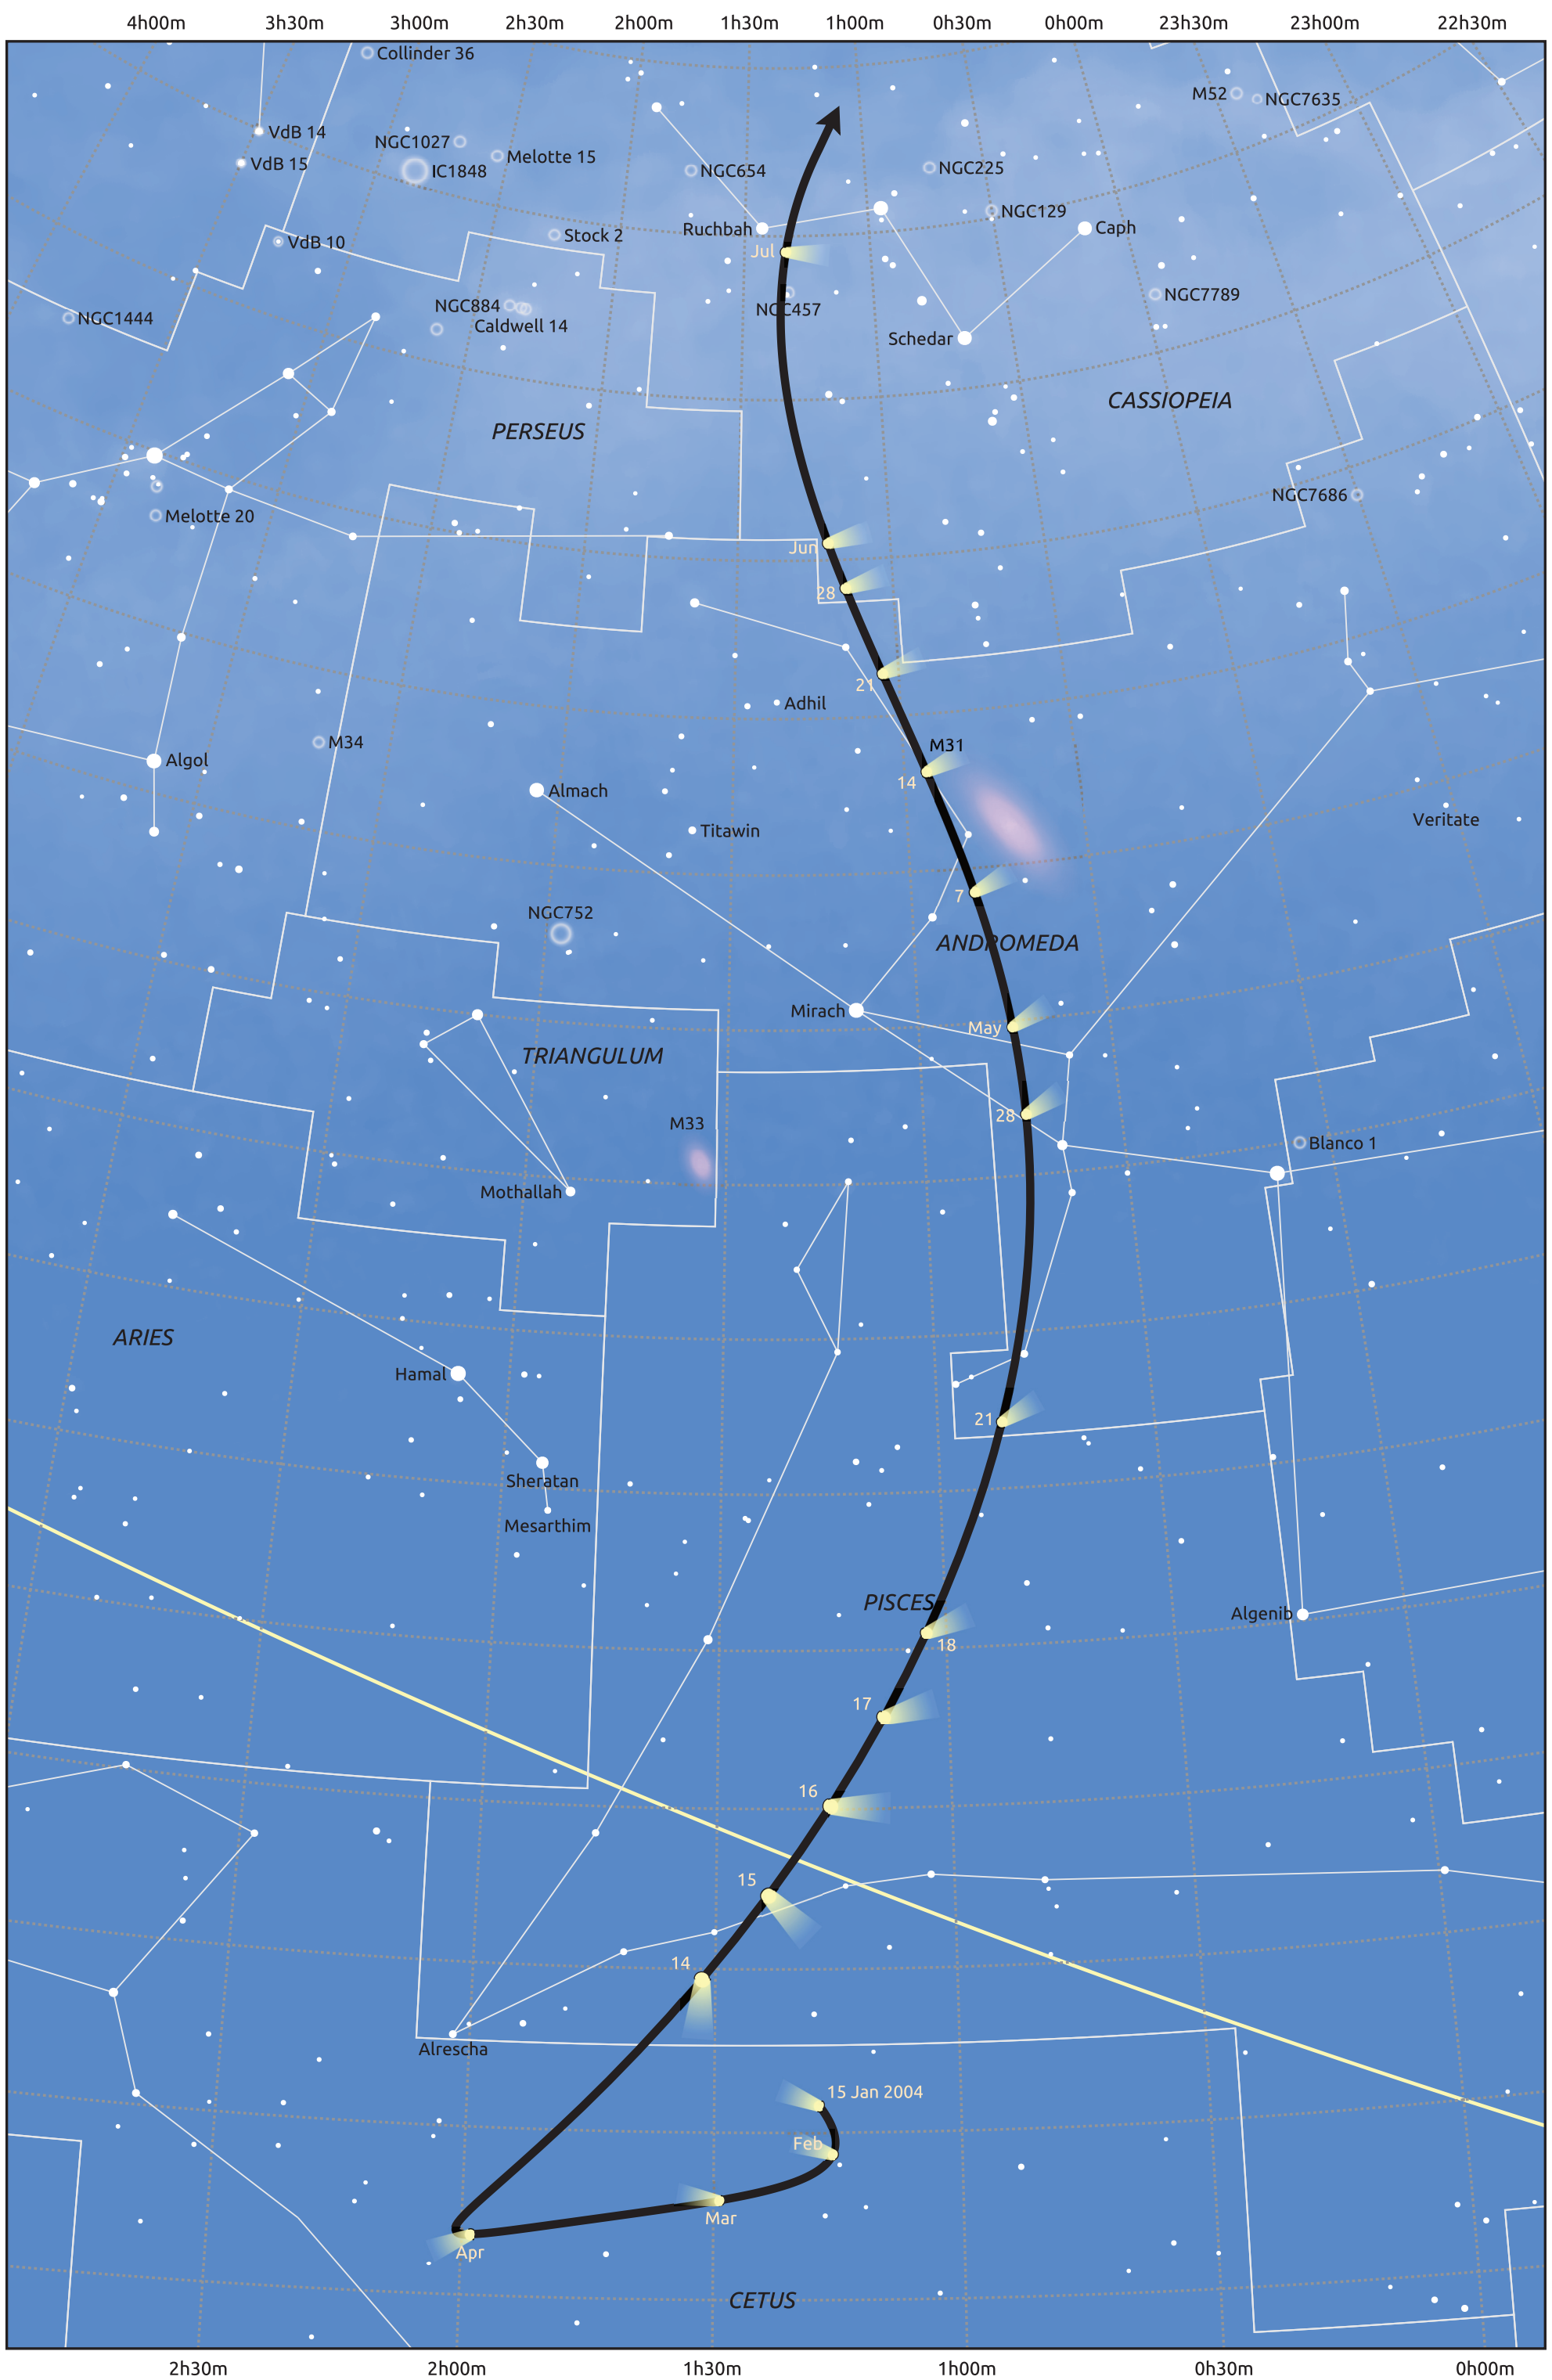 4h00m 3h30m 3h00m 2h30m 2h00m 1h30m 1h00m 0h30m 0h00m 23h30m 23h00m 22h30m
Collinder 36
M52
NGC7635
VdB 14
NGC1027
VdB 15
IC1848
Melotte 15
NGC654
NGC225
NGC129
Ruchbah
Caph
Stock 2
VdB 10
Jul
NGC7789
NGC884
NGC457
NGC1444
Caldwell 14
Schedar
CASSIOPEIA
PERSEUS
NGC7686
Melotte 20
Jun
28
21
Adhil
M34
M31
Algol
14
Almach
Veritate
Titawin
7
NGC752
ANDROMEDA
Mirach
May
TRIANGULUM
28
M33
Blanco 1
Mothallah
ARIES
Hamal
21
Sheratan
Mesarthim
PISCES
Algenib
18
17
16
15
14
Alrescha
15 Jan 2004
Feb
Mar
Apr
CETUS
2h30m 2h00m 1h30m 1h00m 0h30m 0h00m